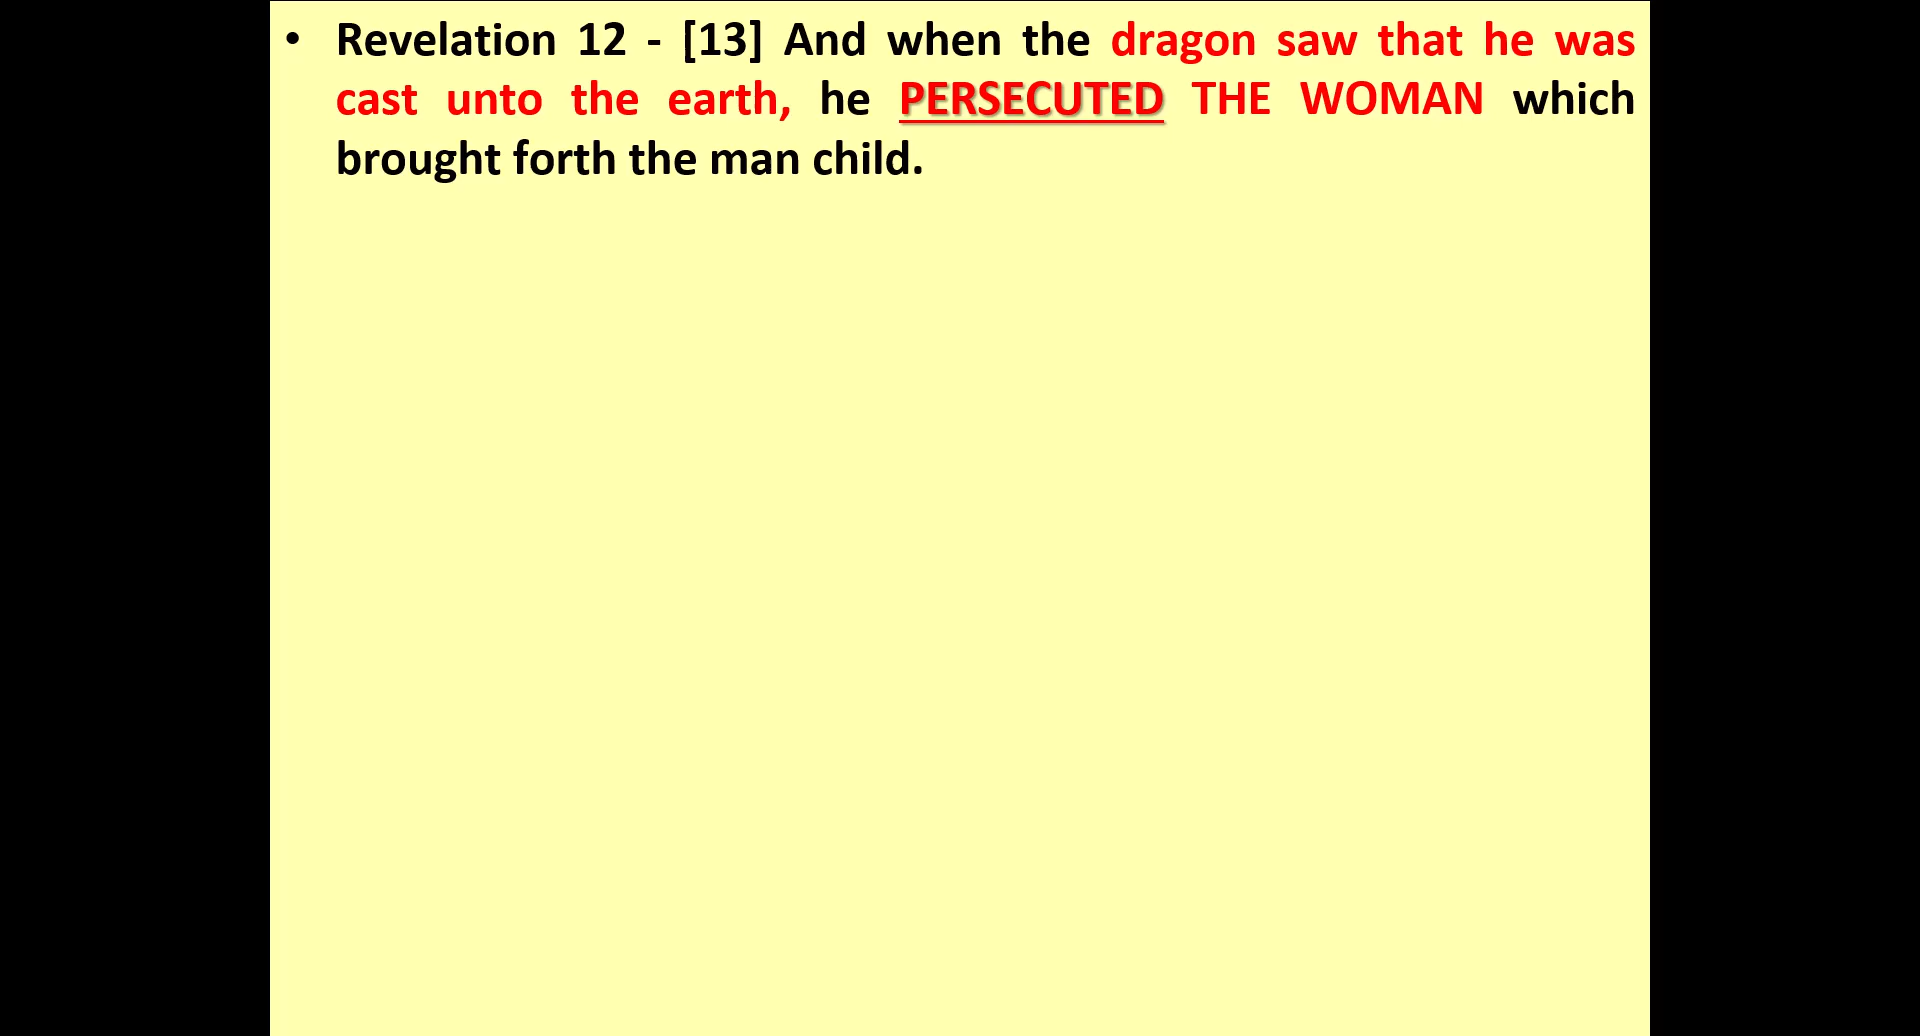 • Revelation 12 - [13] And when the dragon saw that he was
cast unto the earth, he PERSECUTED THE WOMAN which
brought forth the man child.